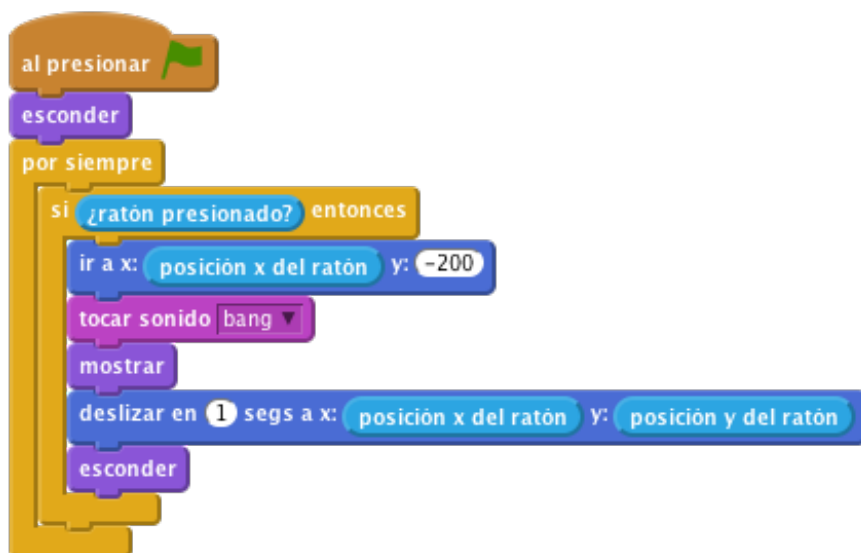 al presionar
esconder
por siempre
si ¿ratón presionado? entonces
ir a x: posición x del ratón y: -200
tocar sonido bang
mostrar
deslizar en 1 segs a x: posición x del ratón y: posición y del ratón
esconder